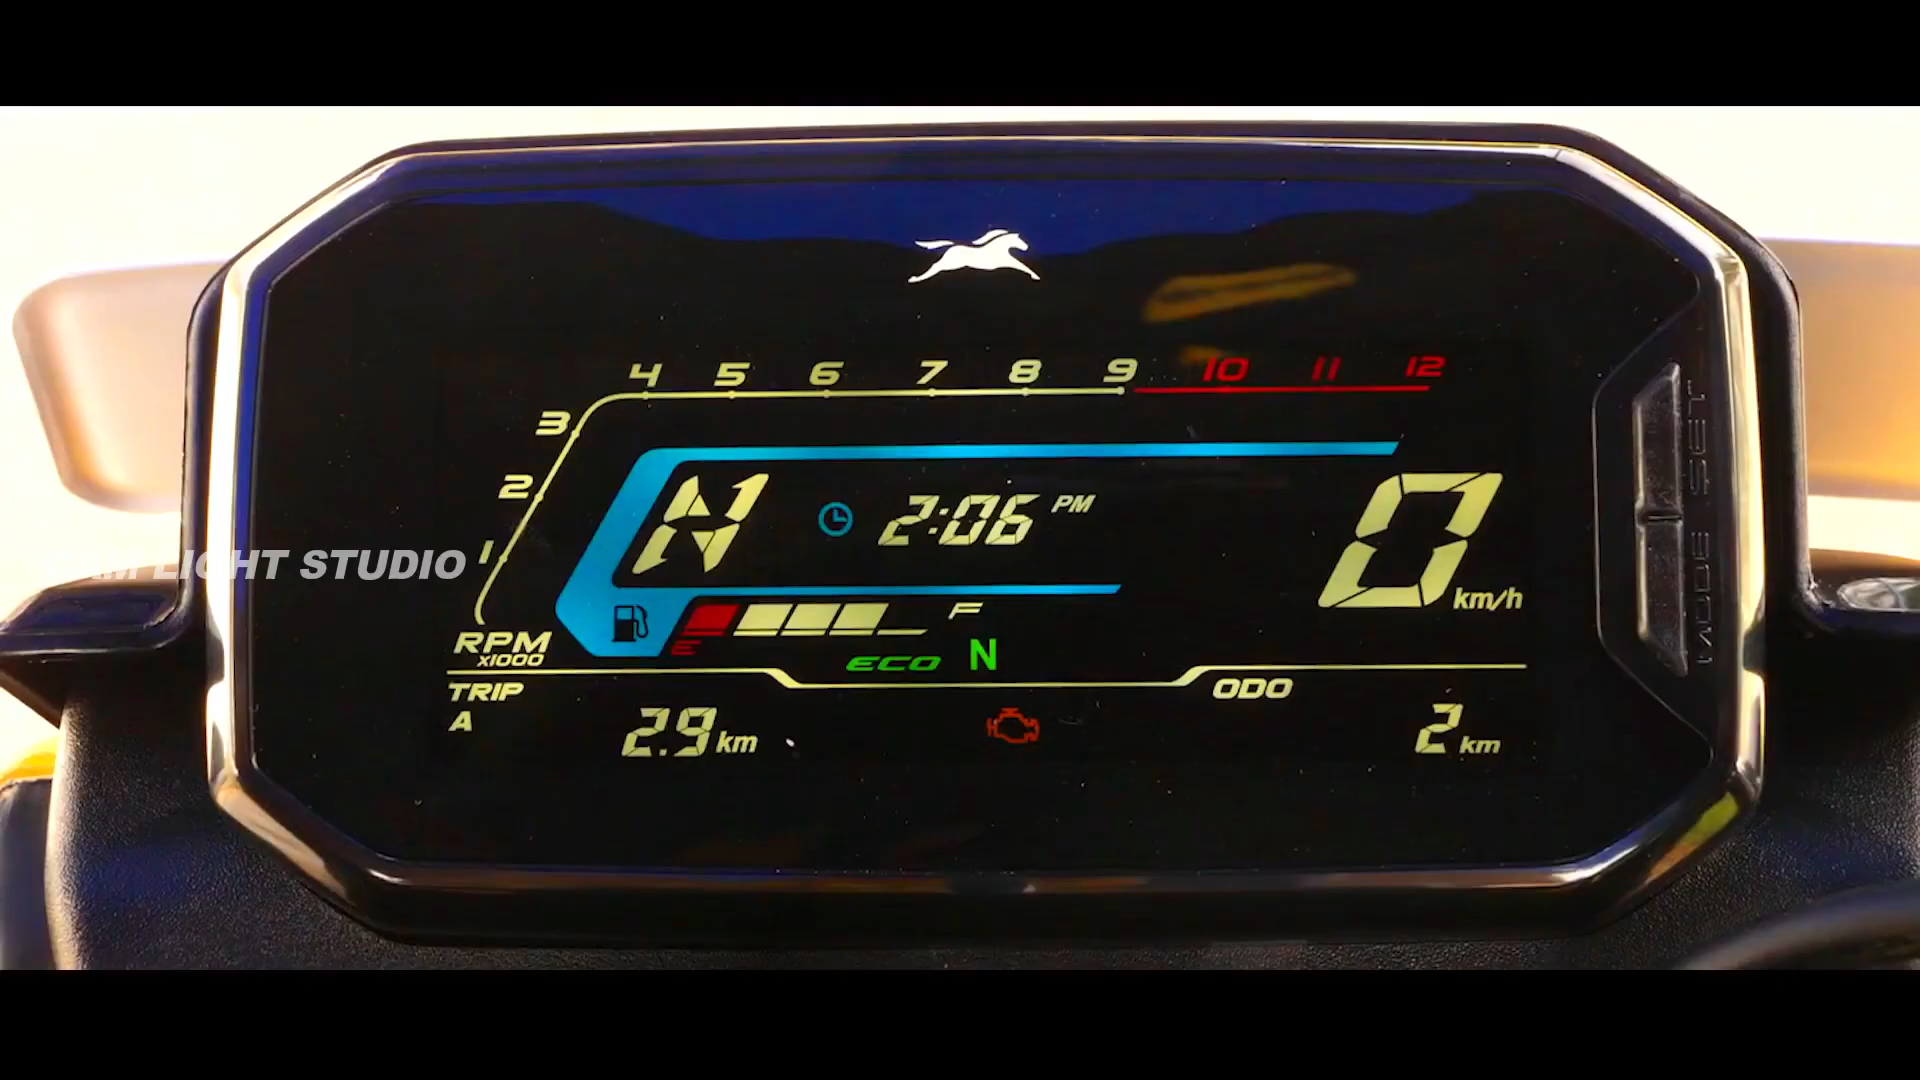 4 5 6 7 8 9 10 11 12
3
2
1
N 2:06 PM 0 km/h
LIGHT STUDIO
E F
RPM
X1000
ECO N
TRIP ODO
A 2.9 km 2 km
MODE SET